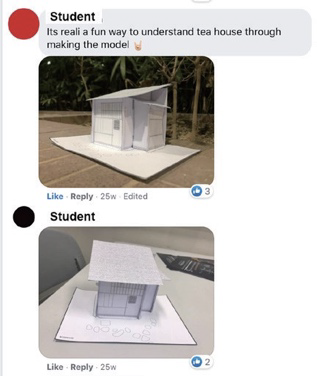 Student
Its reali a fun way to understand tea house through
making the model 🤘🏻
Like · Reply · 25w · Edited
3
Student
Like · Reply · 25w
2